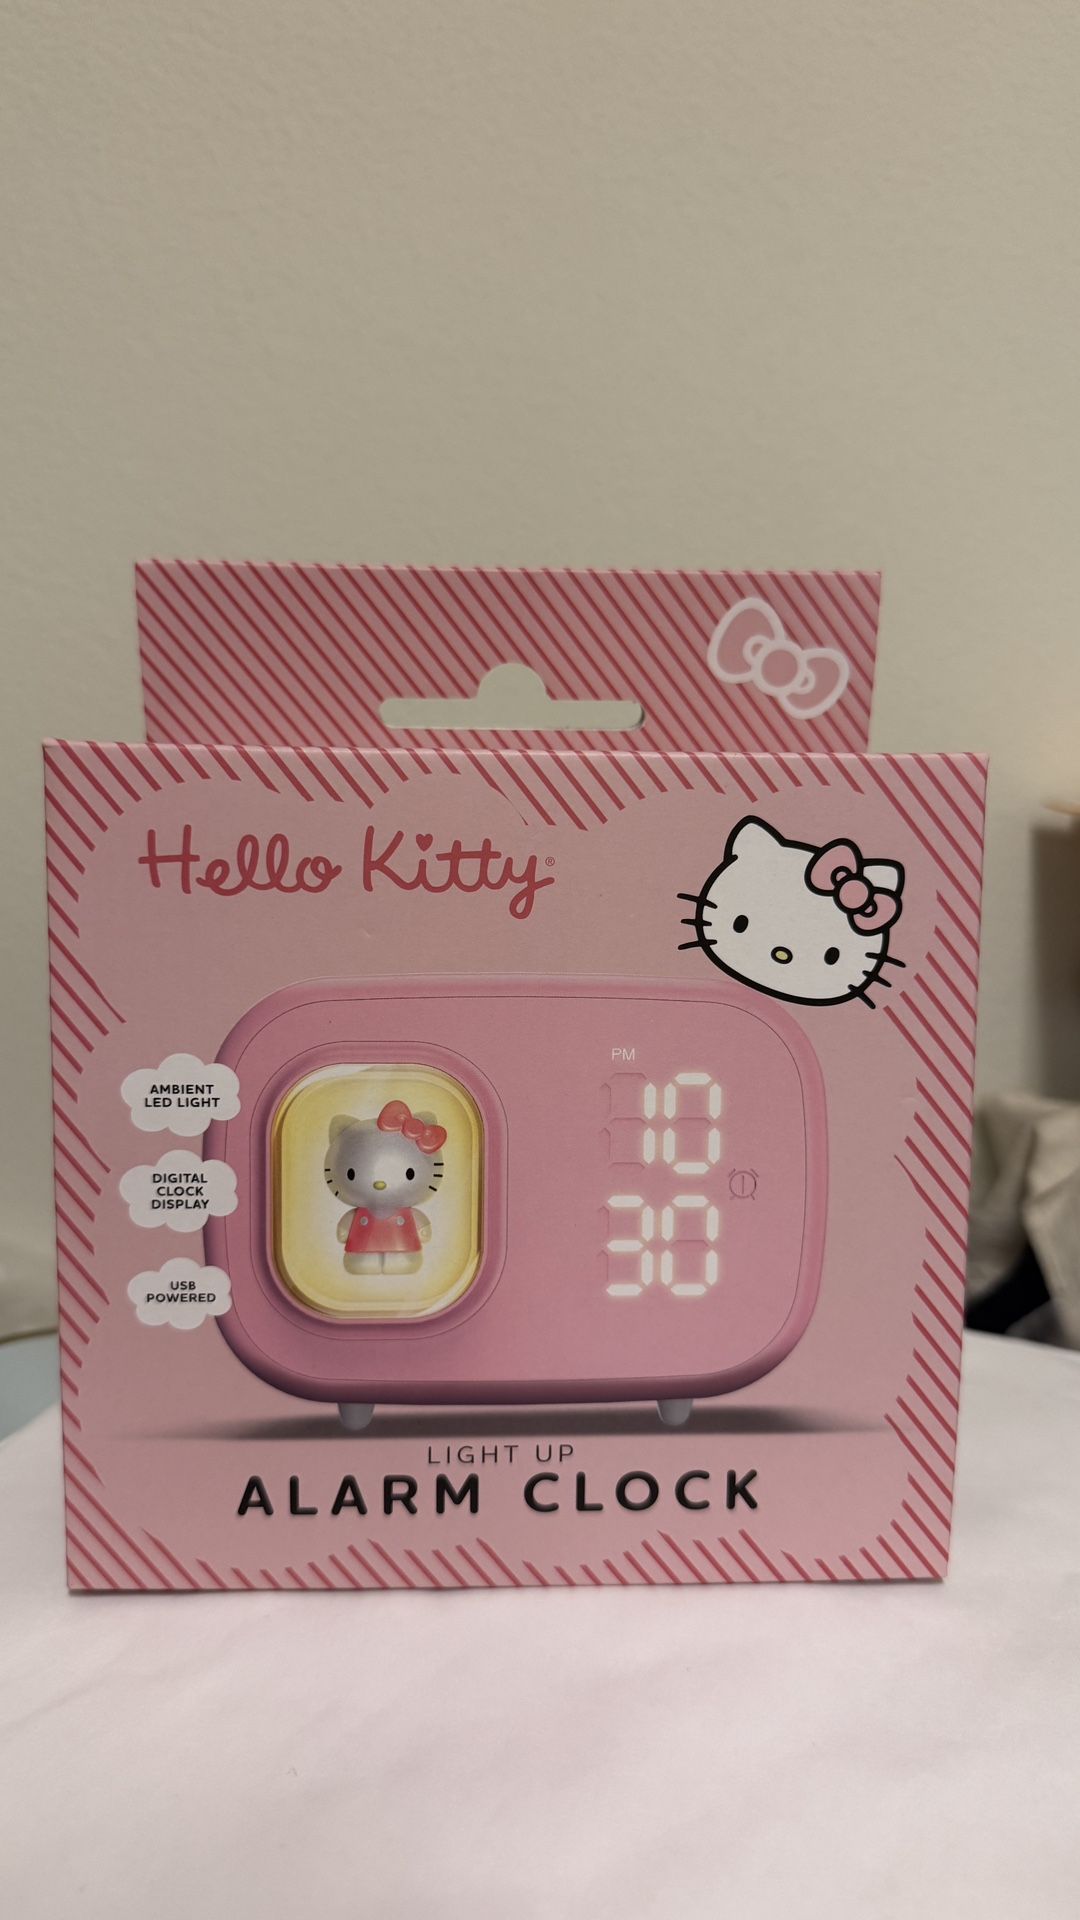 Hello Kitty®
AMBIENT
LED LIGHT
DIGITAL
CLOCK
DISPLAY
USB
POWERED
PM
10
30
LIGHT UP
ALARM CLOCK